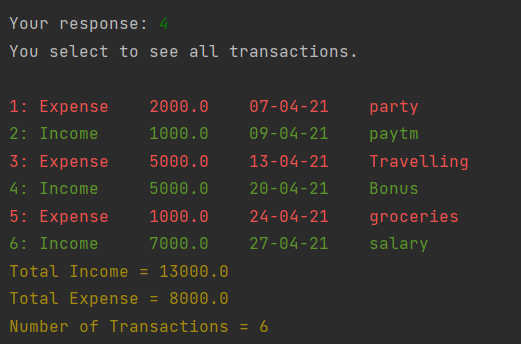 Your response: 4
You select to see all transactions.
1: Expense    2000.0    07-04-21    party
2: Income     1000.0    09-04-21    paytm
3: Expense    5000.0    13-04-21    Travelling
4: Income     5000.0    20-04-21    Bonus
5: Expense    1000.0    24-04-21    groceries
6: Income     7000.0    27-04-21    salary
Total Income = 13000.0
Total Expense = 8000.0
Number of Transactions = 6